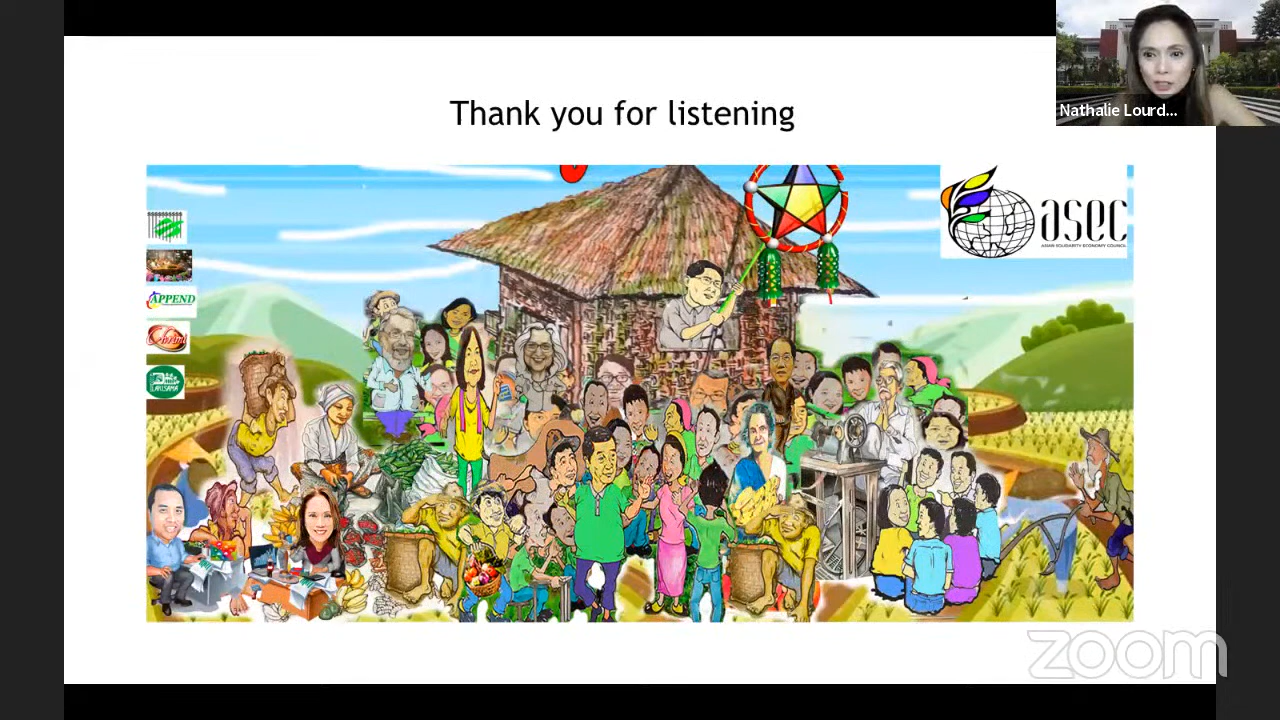 Nathalie Lourd...
Thank you for listening
asec
ASIAN SOLIDARITY ECONOMY COUNCIL
APPEND
zoom